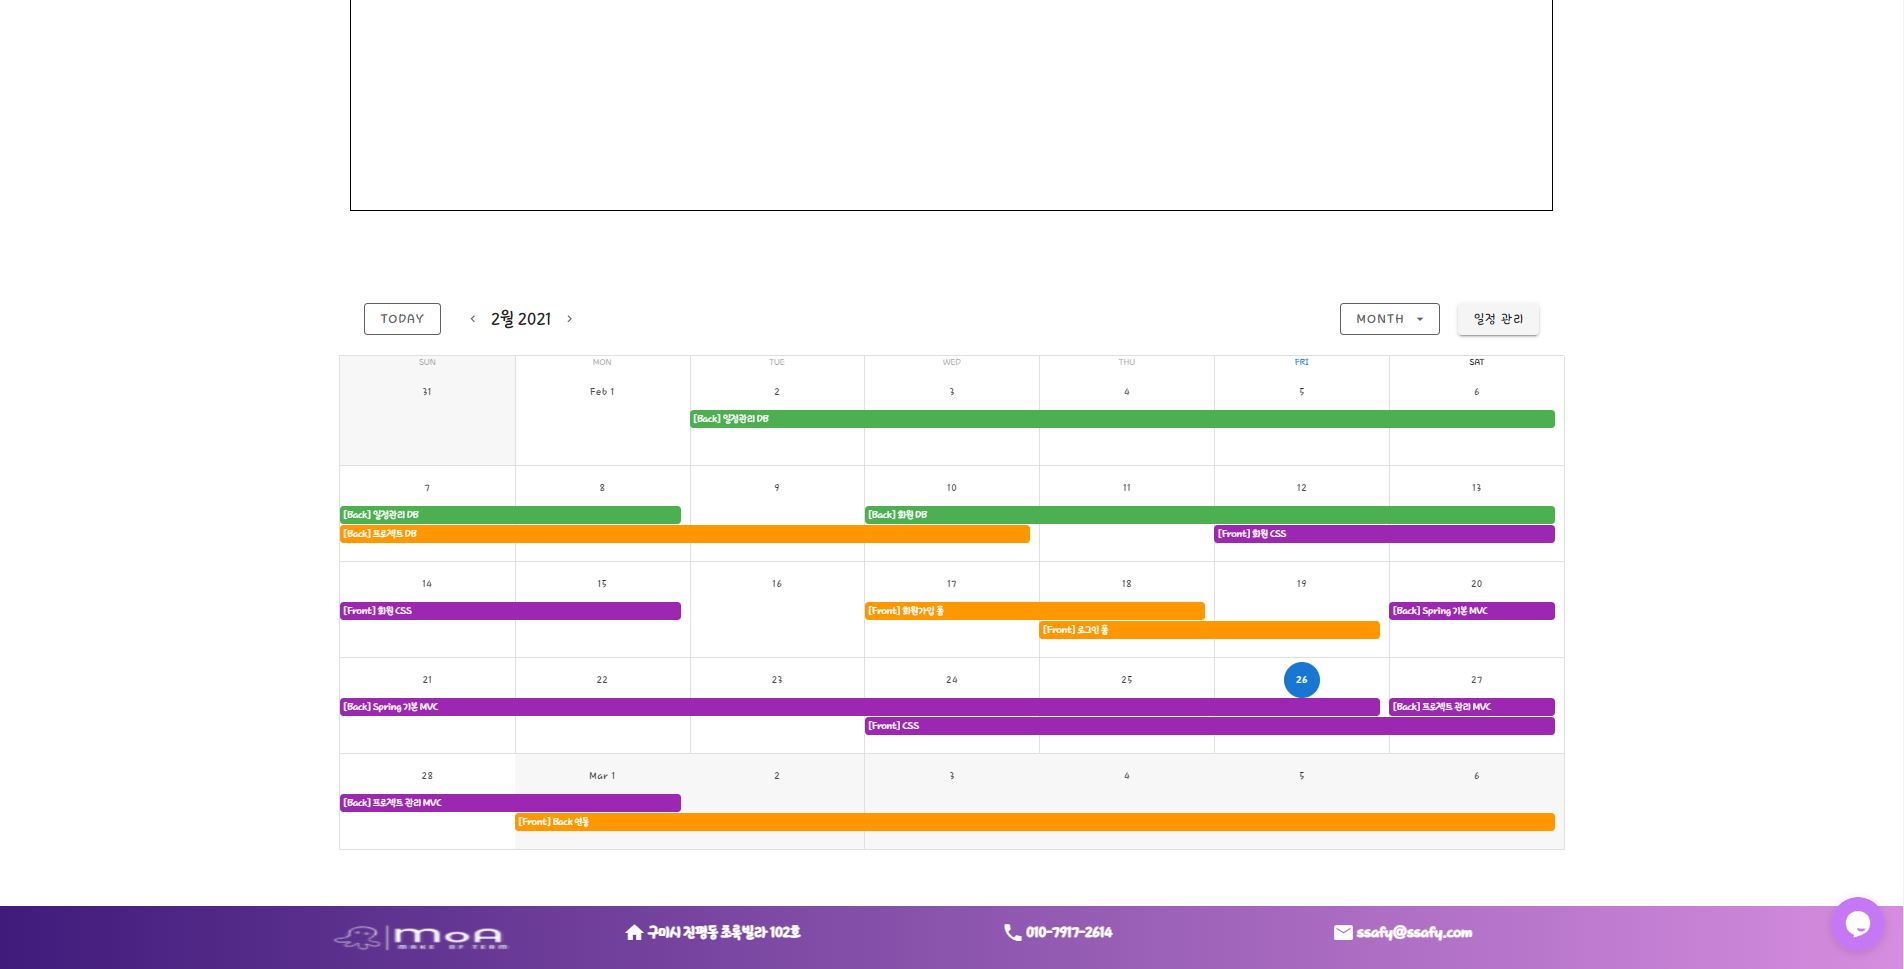 TODAY
2월 2021
MONTH
일정 관리
SUN MON TUE WED THU FRI SAT
31 Feb 1 2 3 4 5 6
[Back] 일정관리 DB
7 8 9 10 11 12 13
[Back] 일정관리 DB [Back] 회원 DB
[Back] 프로젝트 DB [Front] 회원 CSS
14 15 16 17 18 19 20
[Front] 회원 CSS [Front] 회원가입 폼 [Back] Spring 기본 MVC
[Front] 로그인 폼
21 22 23 24 25 26 27
[Back] Spring 기본 MVC [Back] 프로젝트 관리 MVC
[Front] CSS
28 Mar 1 2 3 4 5 6
[Back] 프로젝트 관리 MVC
[Front] Back 연동
MOA
MAKE OF TEAM
구미시 진평동 초록빌라 102호
010-7917-2614
ssafy@ssafy.com